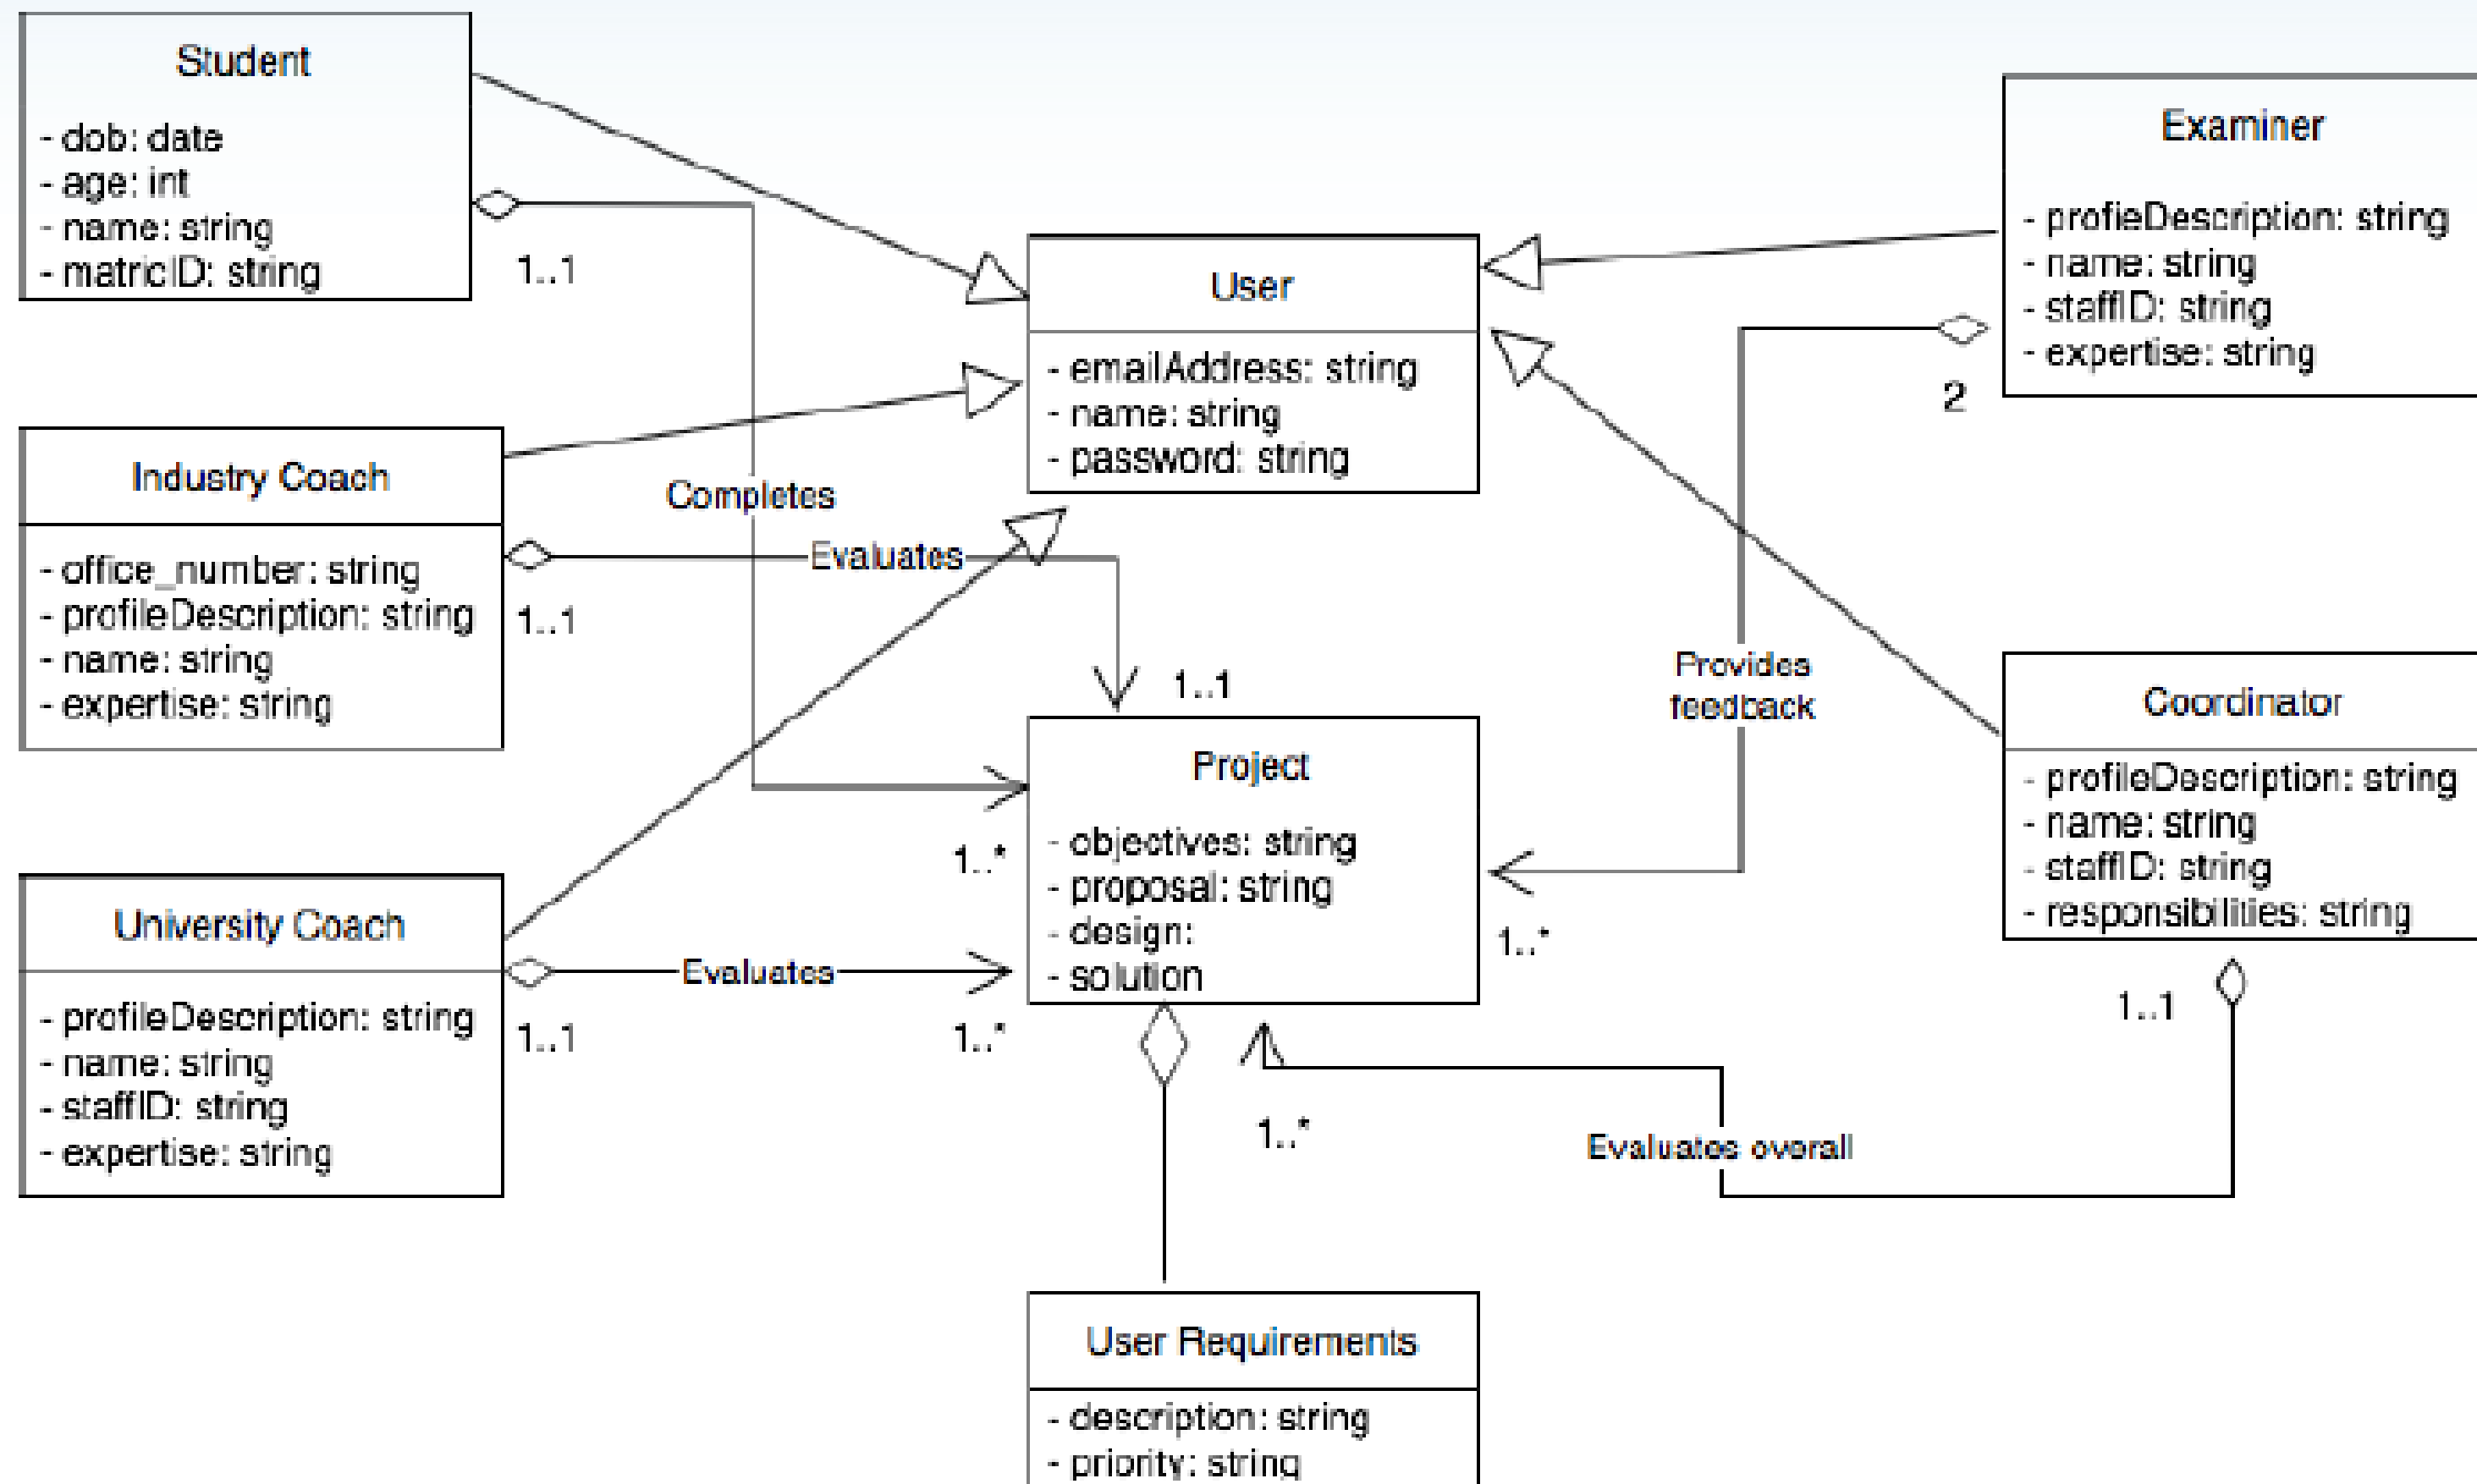 Student
- dob: date
- age: int
- name: string
- matricID: string
1..1
Examiner
- profieDescription: string
- name: string
- staffID: string
- expertise: string
2
User
- emailAddress: string
- name: string
- password: string
Industry Coach
- office_number: string
- profileDescription: string
- name: string
- expertise: string
1..1
Completes
Evaluates
1..1
Provides
feedback
Project
- objectives: string
- proposal: string
- design:
- solution
1..*
1..*
Coordinator
- profileDescription: string
- name: string
- staffID: string
- responsibilities: string
1..1
University Coach
- profileDescription: string
- name: string
- staffID: string
- expertise: string
1..1
Evaluates
1..*
1..*
Evaluates overall
User Requirements
- description: string
- priority: string